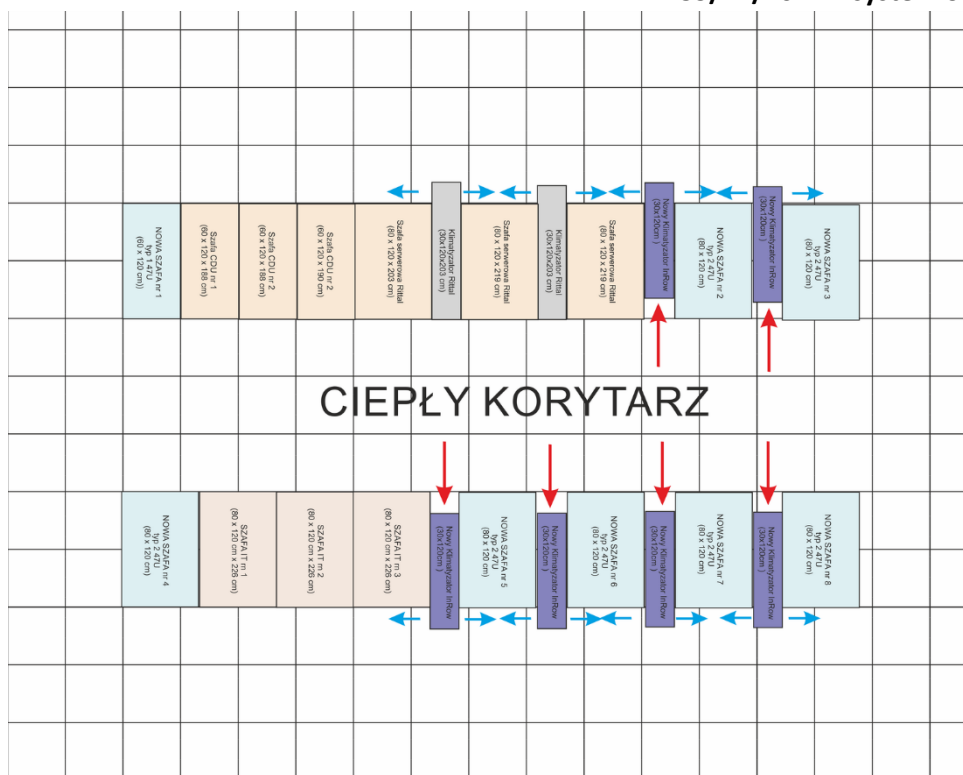 NOWA SZAFA nr 1
typ 1 47U
(60 x 120 cm))
Szafa CDU nr 1
(60 x 120 x 188 cm)
Szafa CDU nr 2
(60 x 120 x 188 cm)
Szafa CDU nr 2
(60 x 120 x 190 cm)
Szafa serwerowa Rittal
(80 x 120 x 203 cm)
Klimatyzator Rittal
(30x120x203 cm)
Szafa serwerowa Rittal
(80 x 120 x 219 cm)
Klimatyzator Rittal
(30x120x203 cm)
Szafa serwerowa Rittal
(80 x 120 x 219 cm)
Nowy Klimatyzator InRow
(30x120cm )
NOWA SZAFA nr 2
typ 2 47U
(80 x 120 cm)
Nowy Klimatyzator InRow
(30x120cm )
NOWA SZAFA nr 3
typ 2 47U
(80 x 120 cm)
CIEPŁY KORYTARZ
NOWA SZAFA nr 4
typ 2 47U
(80 x 120 cm)
SZAFA IT rn 1
(80 x 120 cm x 226 cm)
SZAFA IT rn 2
(80 x 120 cm x 226 cm)
SZAFA IT rn 3
(80 x 120 cm x 226 cm)
Nowy Klimatyzator InRow
(30x120cm )
NOWA SZAFA nr 5
typ 2 47U
(80 x 120 cm)
Nowy Klimatyzator InRow
(30x120cm )
NOWA SZAFA nr 6
typ 2 47U
(80 x 120 cm)
Nowy Klimatyzator InRow
(30x120cm )
NOWA SZAFA nr 7
typ 2 47U
(80 x 120 cm)
Nowy Klimatyzator InRow
(30x120cm )
NOWA SZAFA nr 8
typ 2 47U
(80 x 120 cm)